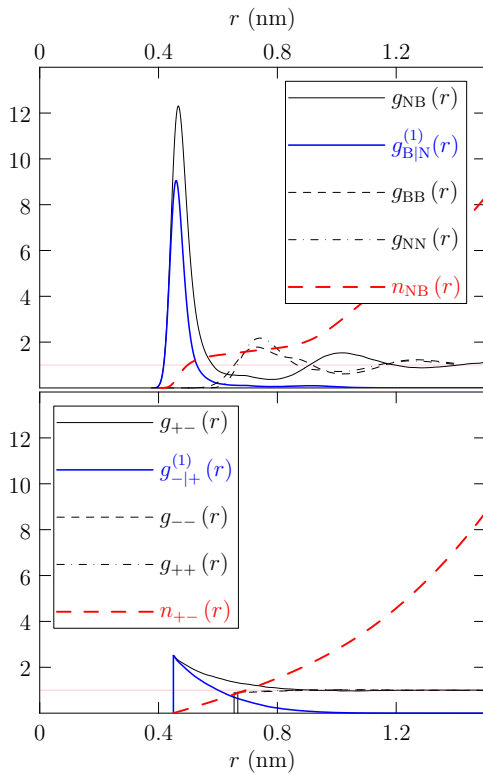 r (nm)
0 0.4 0.8 1.2
12
10
8
6
4
2
g_NB (r)
g_B|N^(1)(r)
g_BB (r)
g_NN (r)
n_NB (r)
12
10
8
6
4
2
g_+− (r)
g_−|+^(1) (r)
g_−− (r)
g_++ (r)
n_+− (r)
0 0.4 0.8 1.2
r (nm)